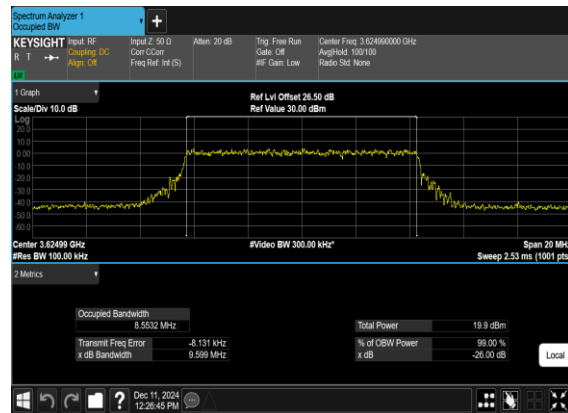 Spectrum Analyzer 1
Occupied BW
+
KEYSIGHT Input: RF Input Z: 50 Ω Atten: 20 dB Trig: Free Run Center Freq: 3.624990000 GHz
R T Coupling: DC Corr CCorr Gate: Off Avg|Hold: 100/100
Align: Off Freq Ref: Int (S) #IF Gain: Low Radio Std: None
1 Graph
Ref Lvl Offset 26.50 dB
Scale/Div 10.0 dB Ref Value 30.00 dBm
Log
20.0
10.0
0.00
-10.0
-20.0
-30.0
-40.0
-50.0
-60.0
Center 3.62499 GHz #Video BW 300.00 kHz* Span 20 MHz
#Res BW 100.00 kHz Sweep 2.53 ms (1001 pts)
2 Metrics
Occupied Bandwidth
8.5532 MHz Total Power 19.9 dBm
Transmit Freq Error -8.131 kHz % of OBW Power 99.00 %
x dB Bandwidth 9.599 MHz x dB -26.00 dB
Local
? Dec 11, 2024
12:26:45 PM